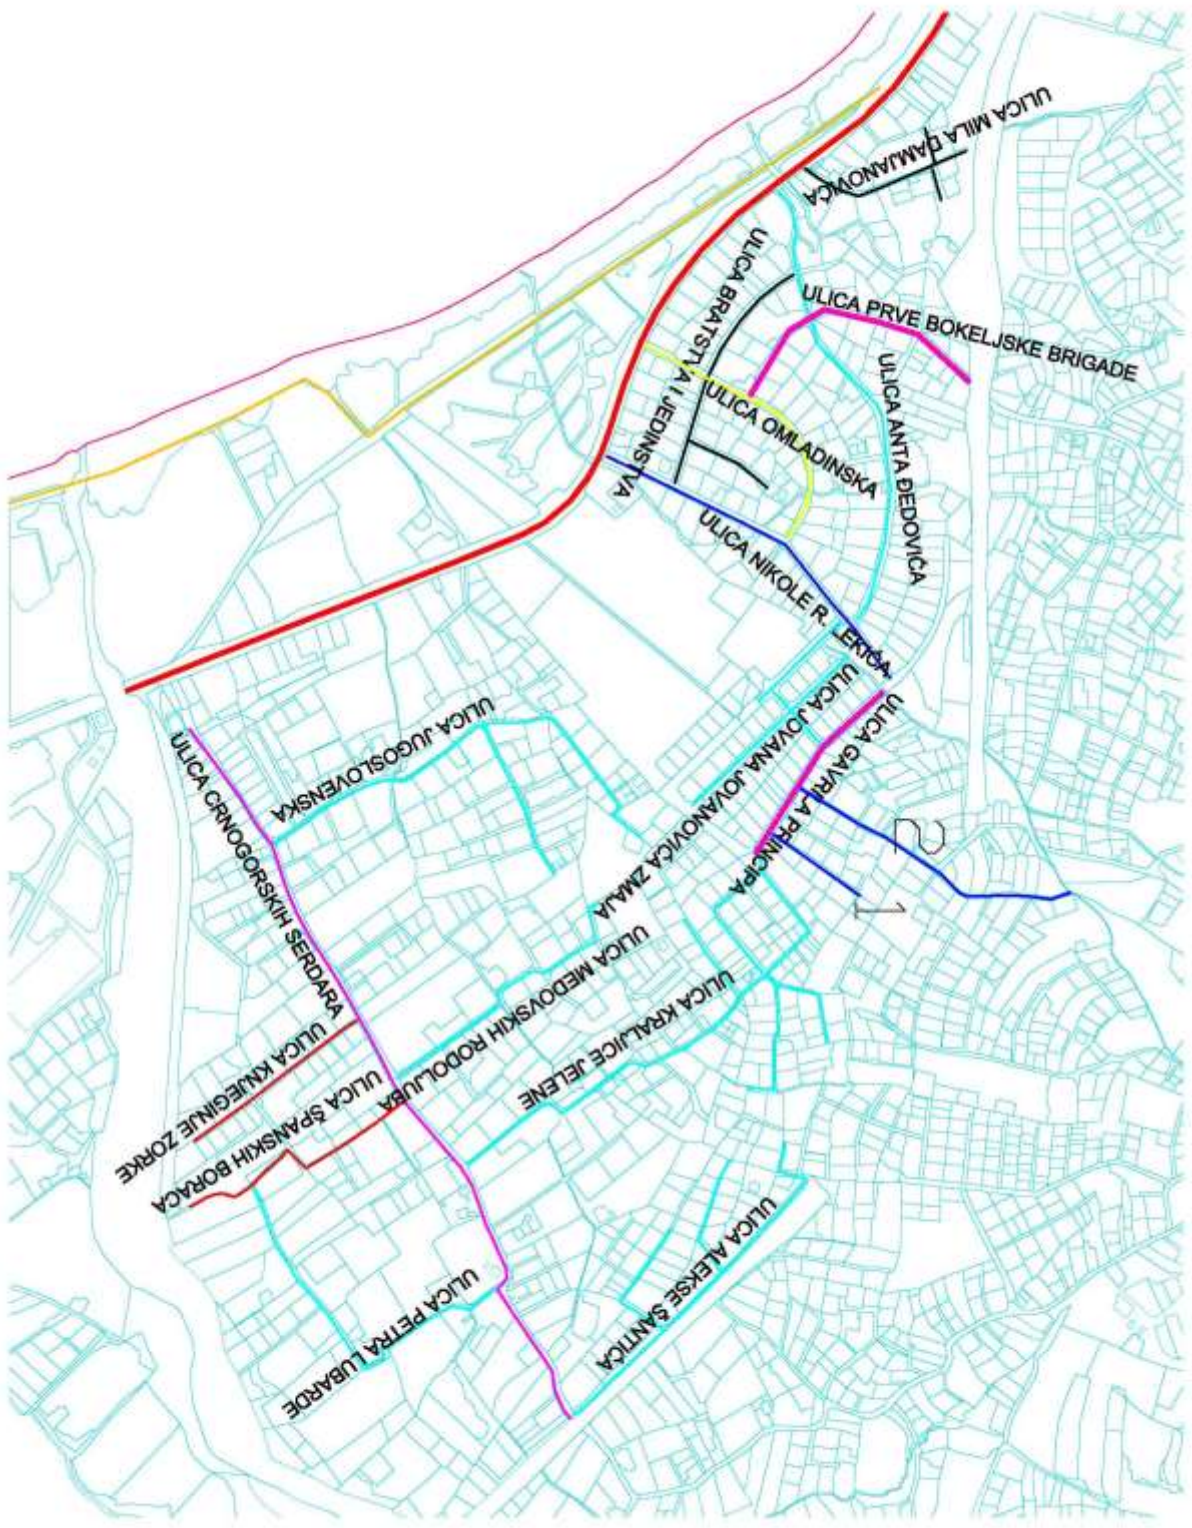 ULICA MILA DAMJANOVIĆA
ULICA BRATSTVA I JEDINSTVA
ULICA PRVE BOKELJSKE BRIGADE
ULICA OMLADINSKA
ULICA ANTA ĐEDOVIĆA
ULICA NIKOLE R. LEKIĆA
ULICA JOVANA JOVANOVIĆA ZMAJA
ULICA GAVRILA PRINCIPA
ULICA JUGOSLOVENSKA
ULICA CRNOGORSKIH SERDARA
2
1
ULICA MEDOVSKIH RODOLJUBA
ULICA KRALJICE JELENE
ULICA KNJEGINJE ZORKE
ULICA ŠPANSKIH BORACA
ULICA ALEKSE ŠANTIĆA
ULICA PETRA LUBARDE